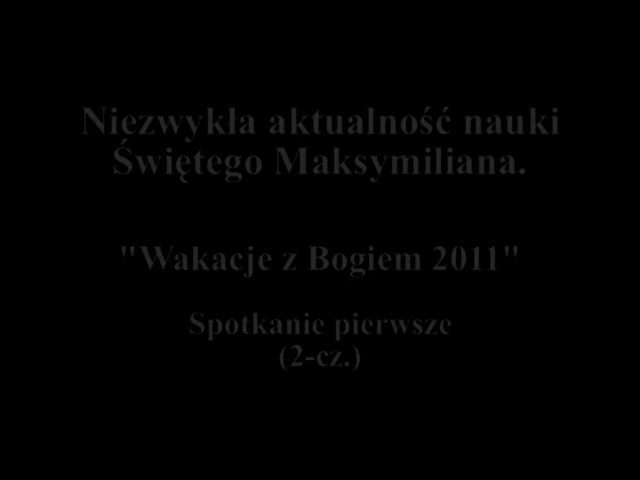 Niezwykła aktualność nauki
Świętego Maksymiliana.
"Wakacje z Bogiem 2011"
Spotkanie pierwsze
(2-cz.)